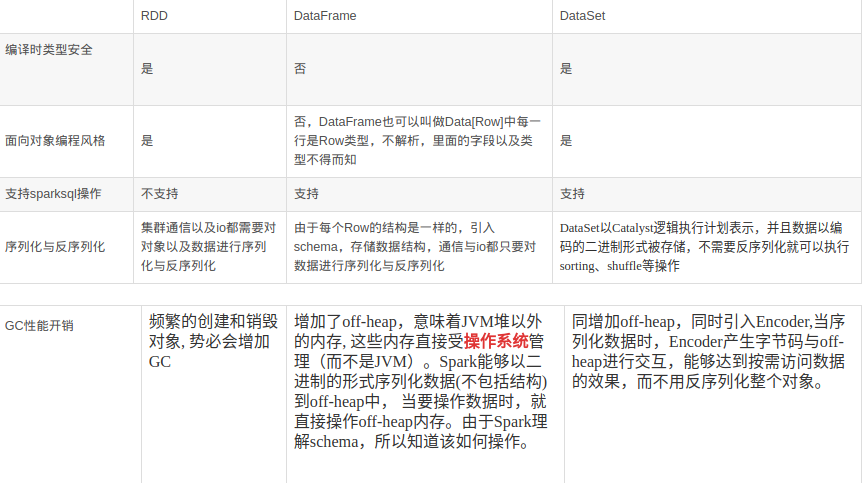 RDD
DataFrame
DataSet
编译时类型安全
是
否
是
面向对象编程风格
是
否，DataFrame也可以叫做Data[Row]中每一
行是Row类型，不解析，里面的字段以及类
型不得而知
是
支持sparksql操作
不支持
支持
支持
序列化与反序列化
集群通信以及io都需要对
对象以及数据进行序列
化与反序列化
由于每个Row的结构是一样的，引入
schema，存储数据结构，通信与io都只要对
数据进行序列化与反序列化
DataSet以Catalyst逻辑执行计划表示，并且数据以编
码的二进制形式被存储，不需要反序列化就可以执行
sorting、shuffle等操作
GC性能开销
频繁的创建和销毁
对象, 势必会增加
GC
增加了off-heap，意味着JVM堆以外
的内存, 这些内存直接受操作系统管
理（而不是JVM）。Spark能够以二
进制的形式序列化数据(不包括结构)
到off-heap中， 当要操作数据时，就
直接操作off-heap内存。由于Spark理
解schema，所以知道该如何操作。
同增加off-heap，同时引入Encoder,当序
列化数据时，Encoder产生字节码与off-
heap进行交互，能够达到按需访问数据
的效果，而不用反序列化整个对象。